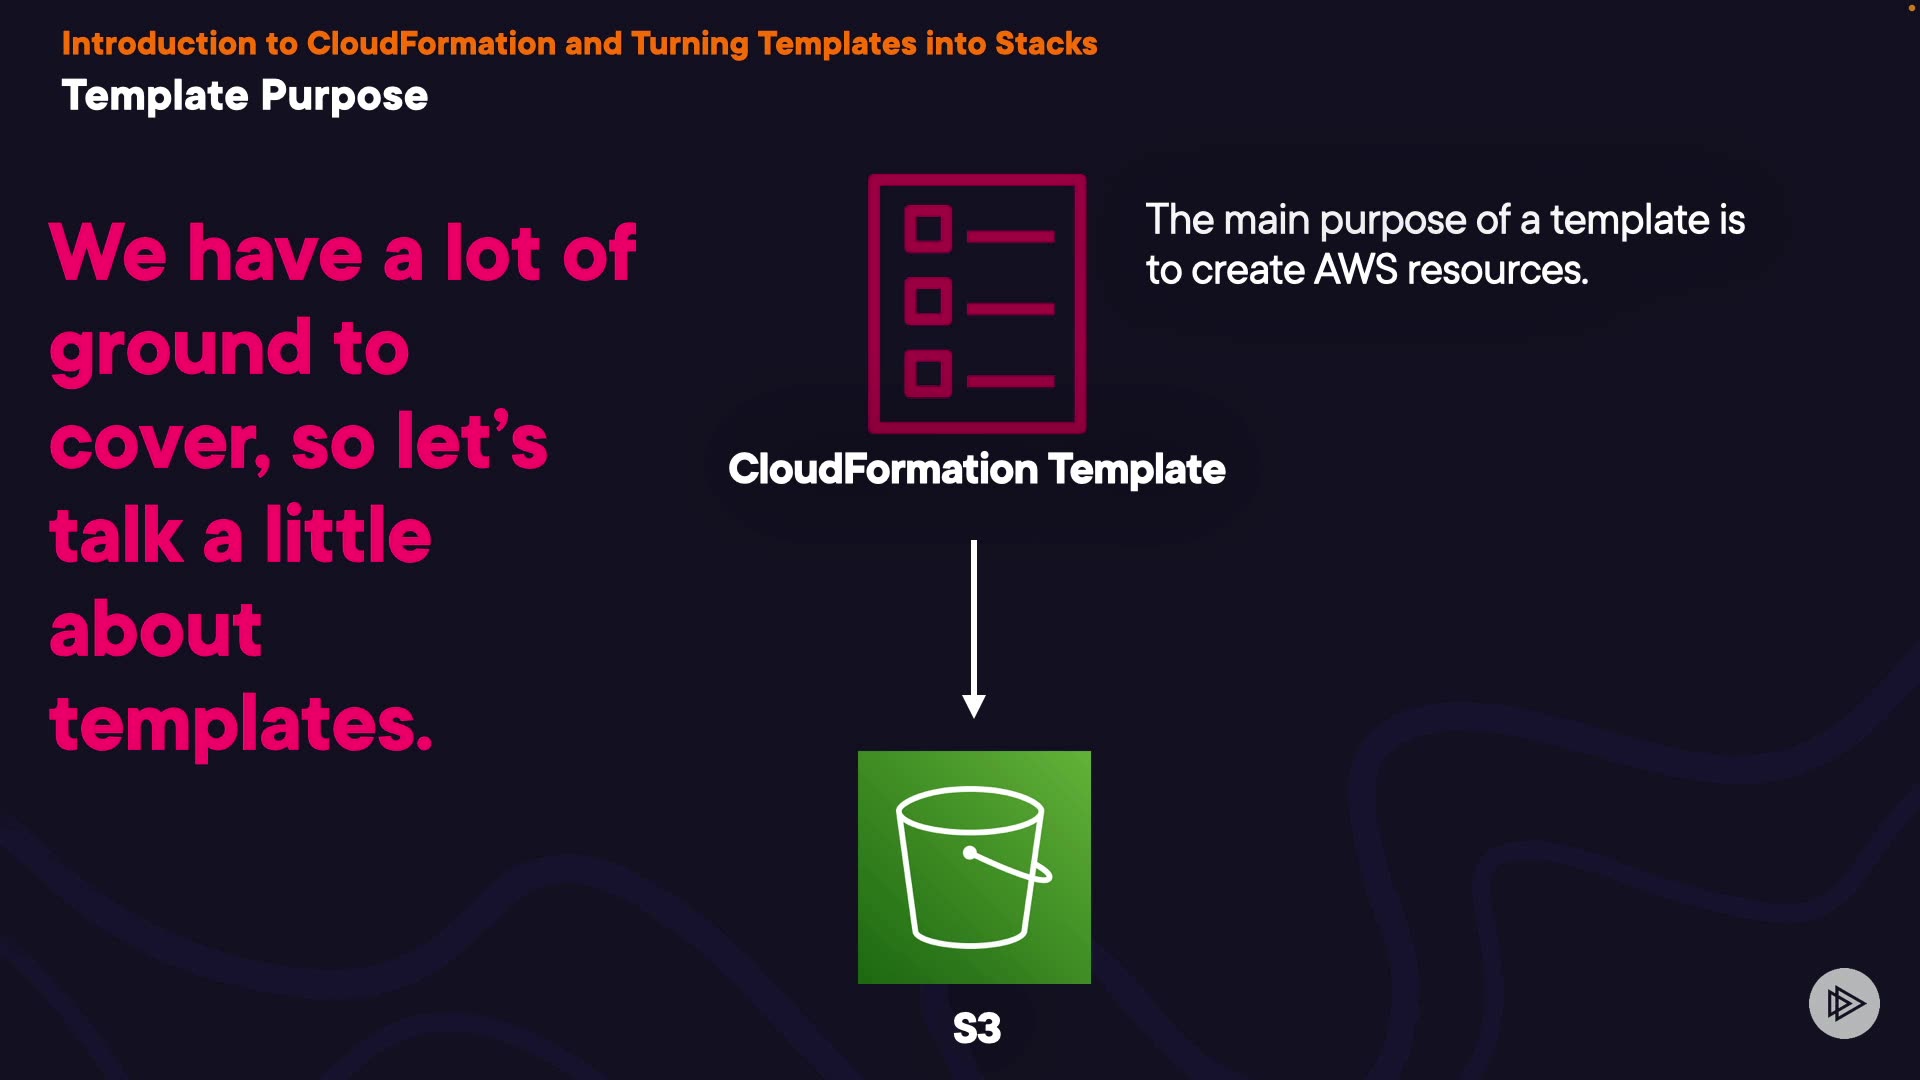 Introduction to CloudFormation and Turning Templates into Stacks
Template Purpose
We have a lot of
ground to
cover, so let’s
talk a little
about
templates.
The main purpose of a template is
to create AWS resources.
CloudFormation Template
S3